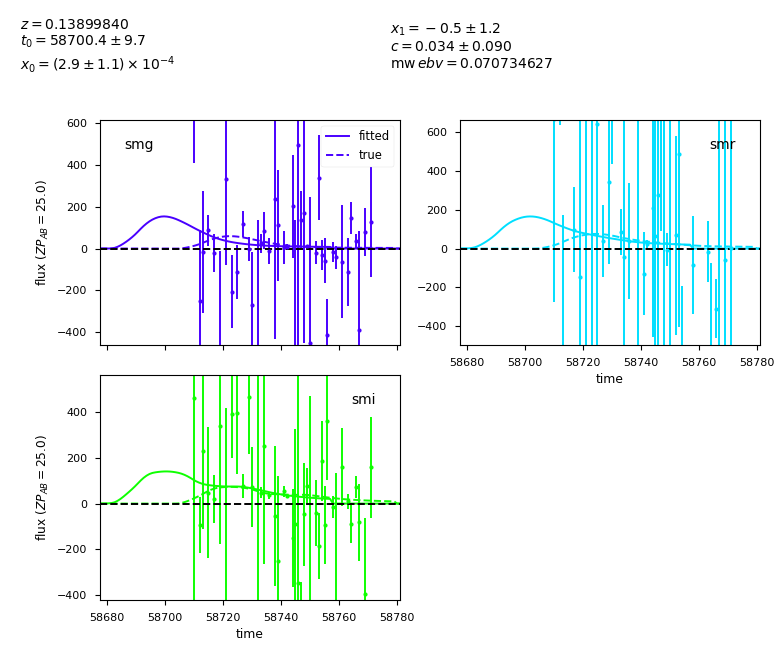 z = 0.13899840
t₀ = 58700.4 ± 9.7
x₀ = (2.9 ± 1.1) × 10⁻⁴
x₁ = −0.5 ± 1.2
c = 0.034 ± 0.090
mw ebv = 0.070734627
smg
fitted
true
600
400
200
0
−200
−400
flux (ZP_AB = 25.0)
smr
600
400
200
0
−200
−400
58680 58700 58720 58740 58760 58780
time
smi
400
200
0
−200
−400
flux (ZP_AB = 25.0)
58680 58700 58720 58740 58760 58780
time